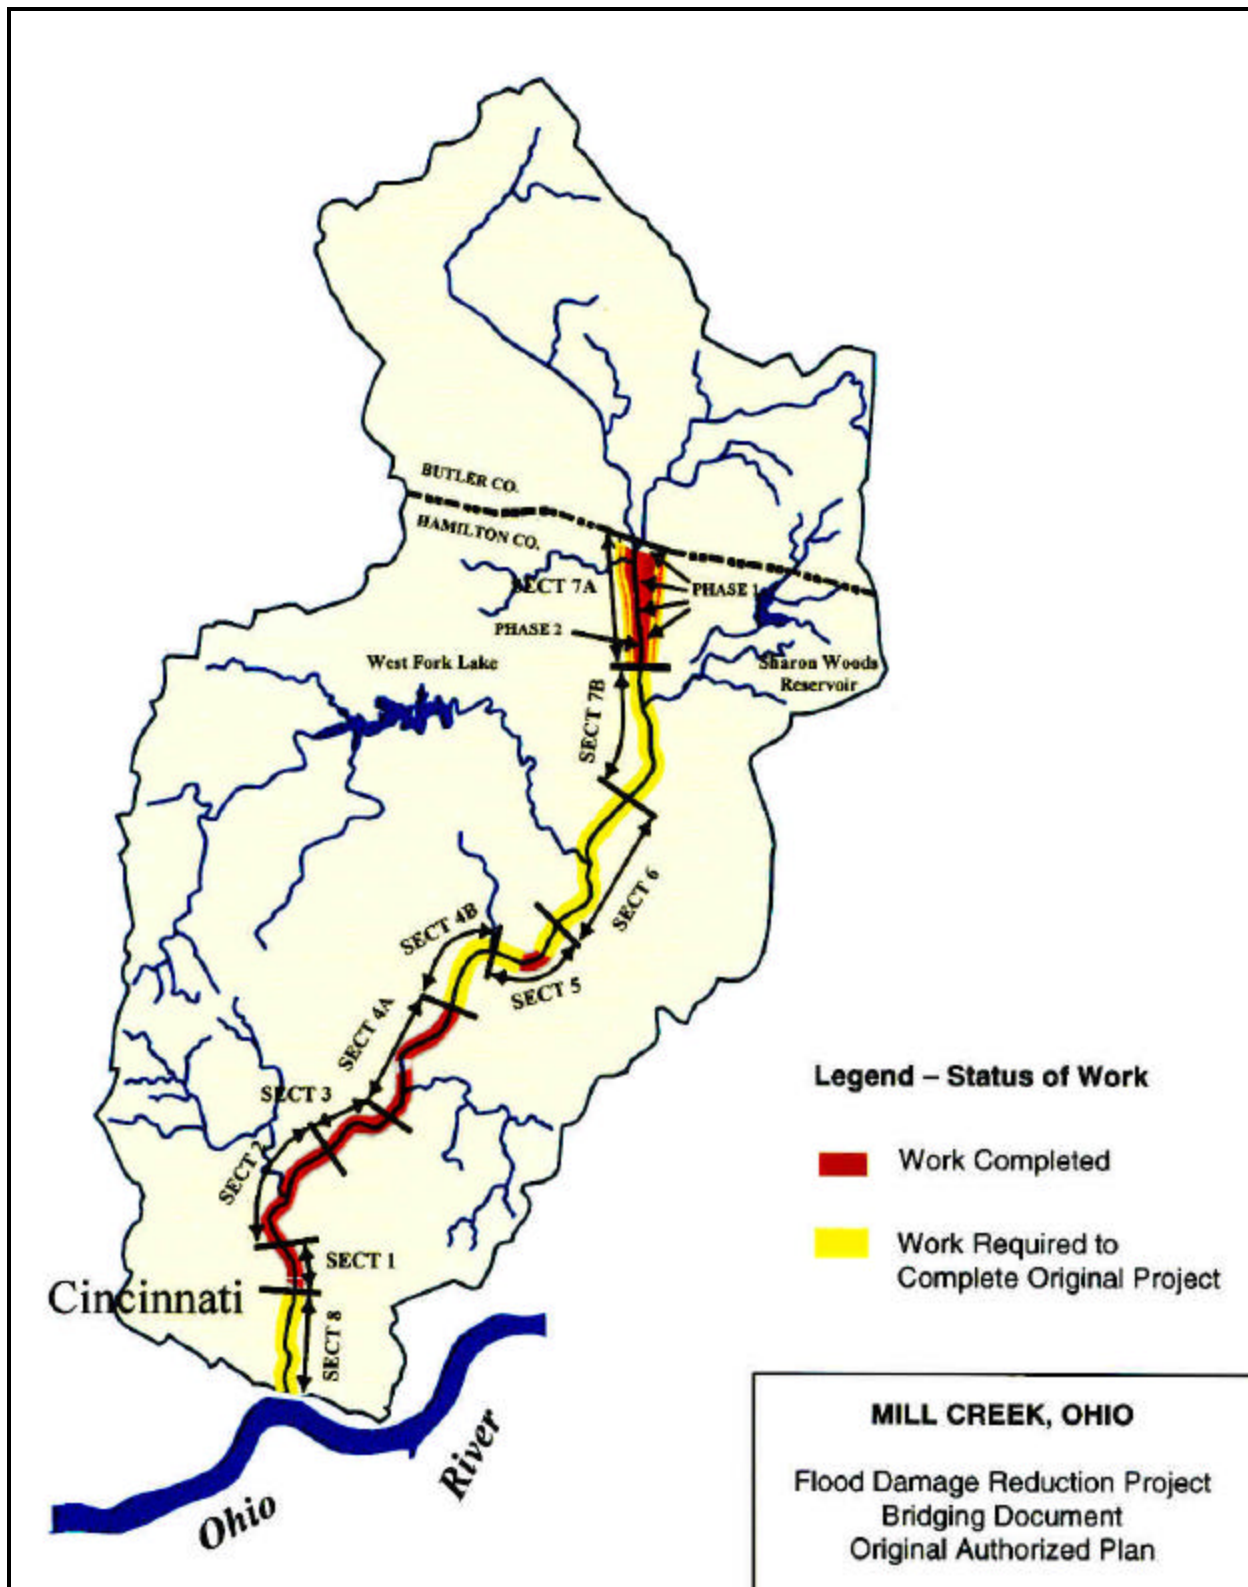 BUTLER CO.
HAMILTON CO.
SECT 7A
PHASE 1
PHASE 2
West Fork Lake
Sharon Woods
Reservoir
SECT 7B
SECT 6
SECT 4B
SECT 5
SECT 4A
SECT 3
SECT 2
SECT 1
Cincinnati
SECT 8
Ohio
River
Legend – Status of Work
Work Completed
Work Required to
Complete Original Project
MILL CREEK, OHIO
Flood Damage Reduction Project
Bridging Document
Original Authorized Plan